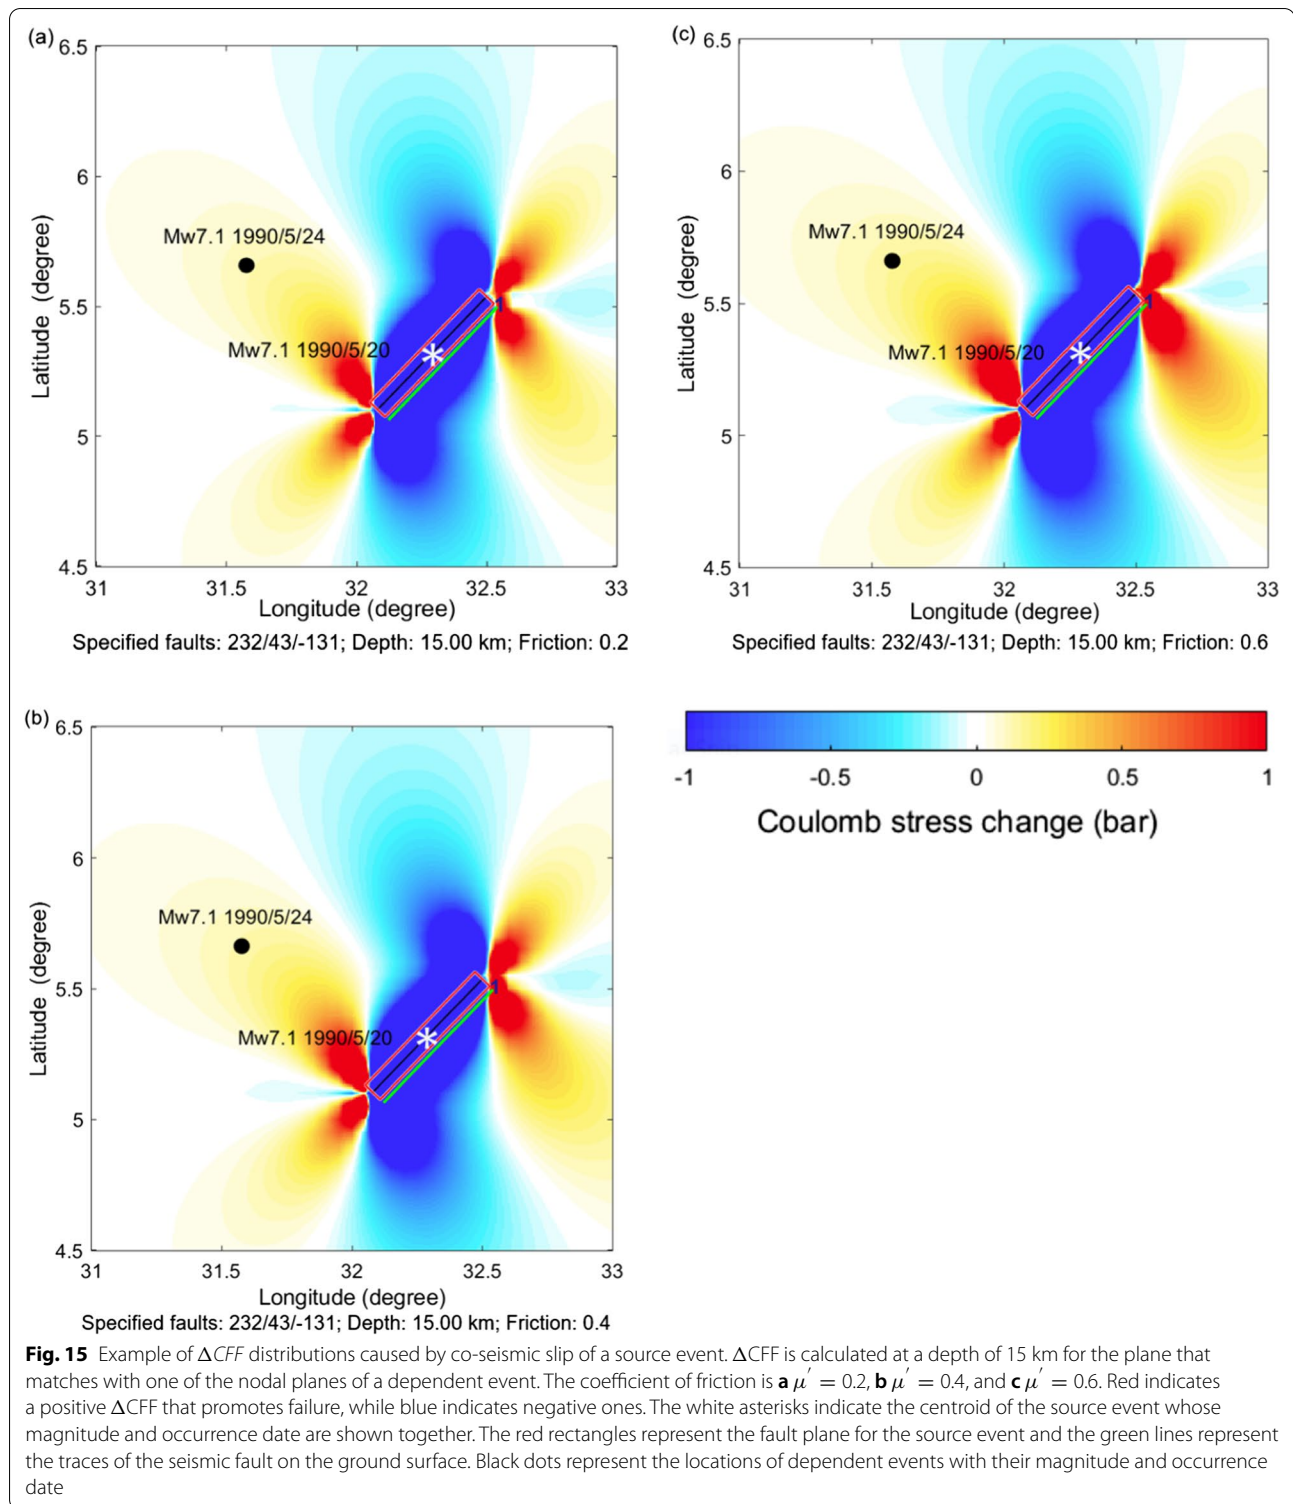 (a)
6.5
6
5.5
5
4.5
Latitude (degree)
Mw7.1 1990/5/24
Mw7.1 1990/5/20
1
31 31.5 32 32.5 33
Longitude (degree)
Specified faults: 232/43/-131; Depth: 15.00 km; Friction: 0.2
(c)
6.5
6
5.5
5
4.5
Latitude (degree)
Mw7.1 1990/5/24
Mw7.1 1990/5/20
1
31 31.5 32 32.5 33
Longitude (degree)
Specified faults: 232/43/-131; Depth: 15.00 km; Friction: 0.6
(b)
6.5
6
5.5
5
4.5
Latitude (degree)
Mw7.1 1990/5/24
Mw7.1 1990/5/20
1
31 31.5 32 32.5 33
Longitude (degree)
Specified faults: 232/43/-131; Depth: 15.00 km; Friction: 0.4
-1 -0.5 0 0.5 1
Coulomb stress change (bar)
Fig. 15 Example of ΔCFF distributions caused by co-seismic slip of a source event. ΔCFF is calculated at a depth of 15 km for the plane that
matches with one of the nodal planes of a dependent event. The coefficient of friction is a μ′ = 0.2, b μ′ = 0.4, and c μ′ = 0.6. Red indicates
a positive ΔCFF that promotes failure, while blue indicates negative ones. The white asterisks indicate the centroid of the source event whose
magnitude and occurrence date are shown together. The red rectangles represent the fault plane for the source event and the green lines represent
the traces of the seismic fault on the ground surface. Black dots represent the locations of dependent events with their magnitude and occurrence
date